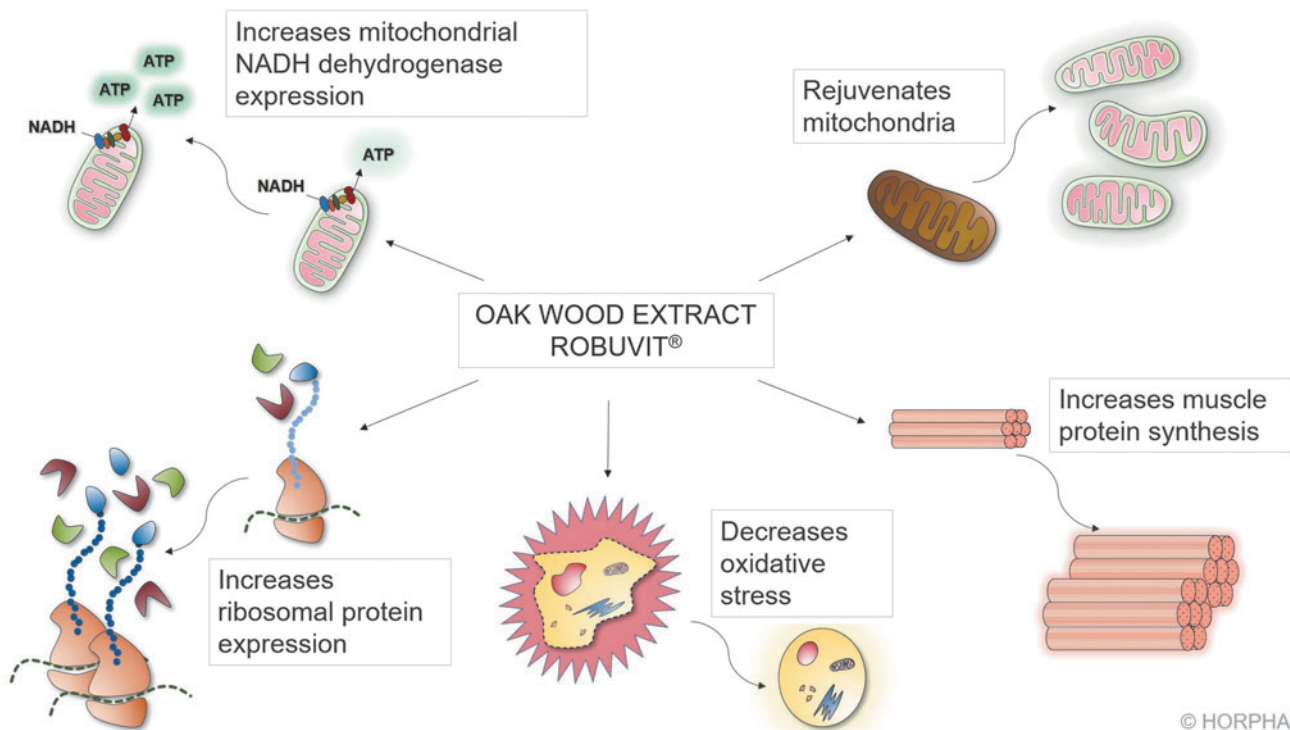 Increases mitochondrial
NADH dehydrogenase
expression
ATP
ATP
ATP
NADH
ATP
NADH
Rejuvenates
mitochondria
OAK WOOD EXTRACT
ROBUVIT®
Increases muscle
protein synthesis
Decreases
oxidative
stress
Increases
ribosomal protein
expression
© HORPHA